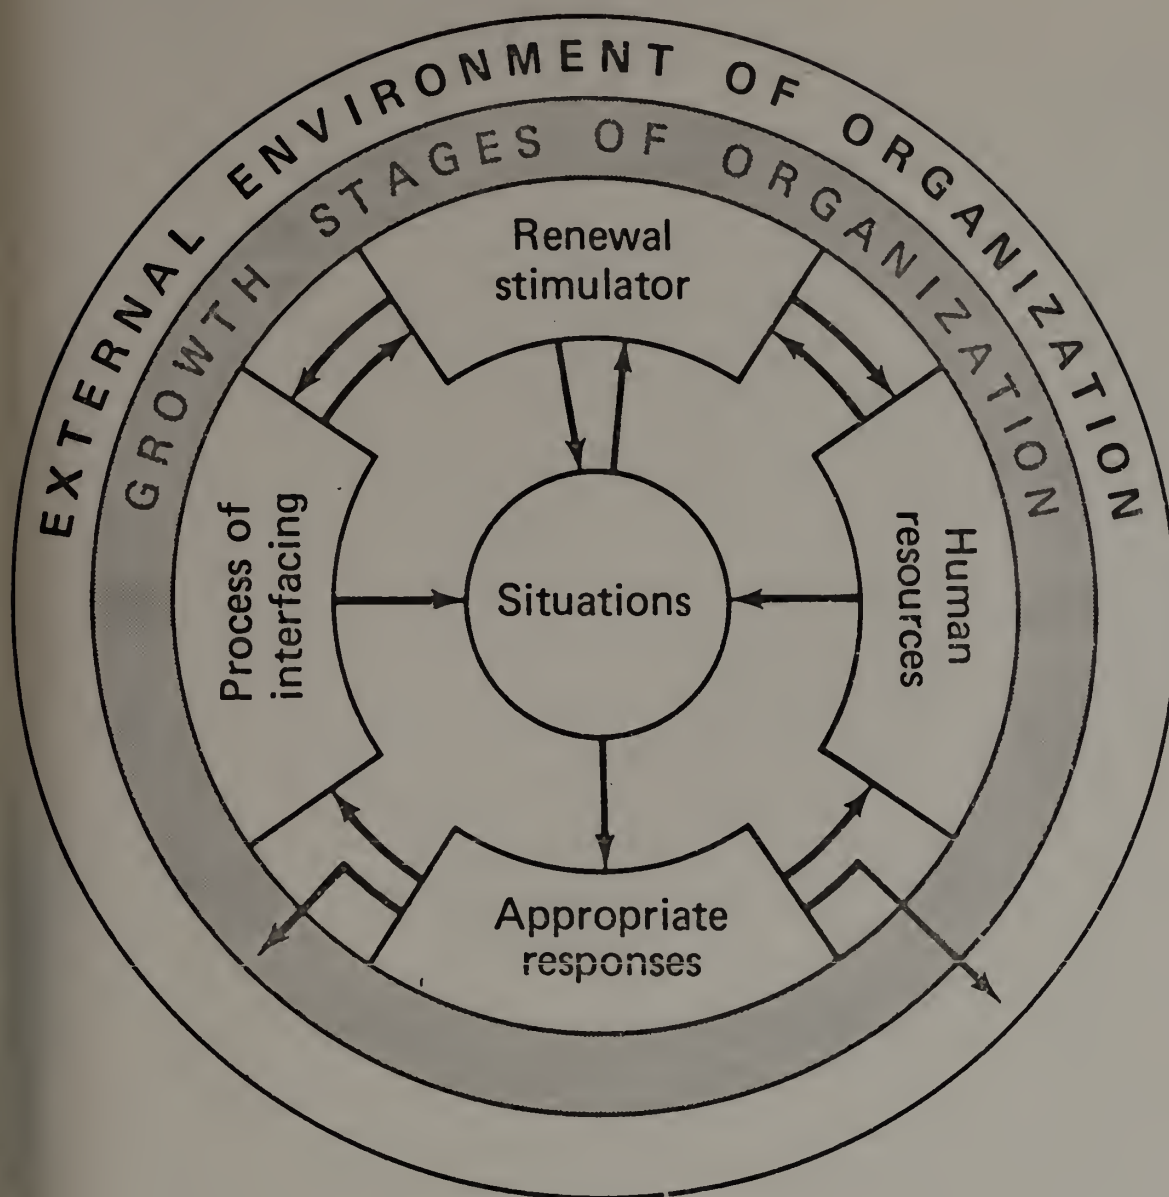 EXTERNAL ENVIRONMENT OF ORGANIZATION
GROWTH STAGES OF ORGANIZATION
Renewal
stimulator
Process of
interfacing
Situations
Human
resources
Appropriate
responses